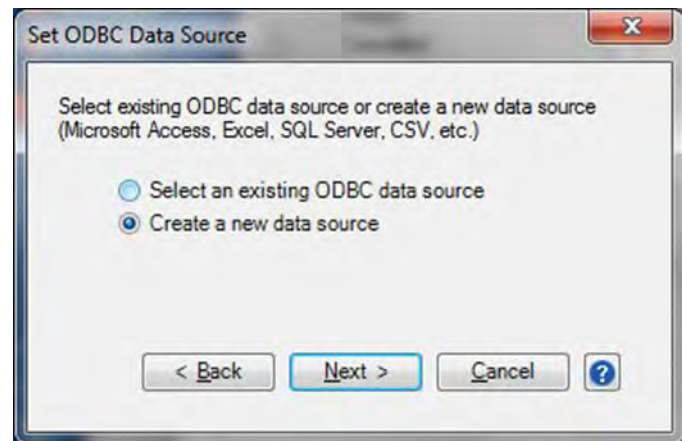 Set ODBC Data Source
Select existing ODBC data source or create a new data source
(Microsoft Access, Excel, SQL Server, CSV, etc.)
Select an existing ODBC data source
Create a new data source
< Back Next > Cancel ?